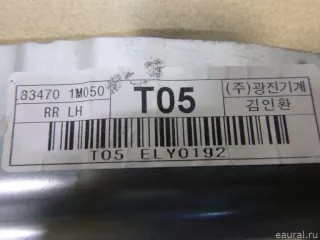 83470 1M050
RR LH
T05
(주)광진기계
김인환
T05 ELY0192
eaural.ru